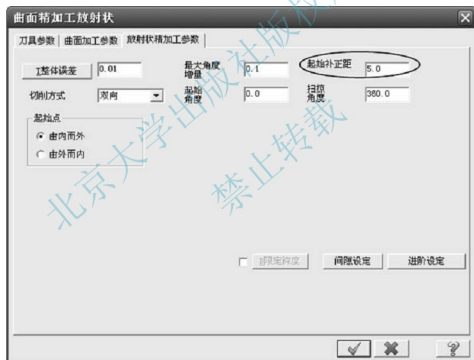 曲面精加工放射状
刀具参数 曲面加工参数 放射状精加工参数
T整体误差 0.01 最大角度增量 0.1 起始补正距 5.0
切削方式 双向 起始角度 0.0 扫掠角度 360.0
起始点
由内而外
由外而内
限定深度 间隙设定 进阶设定
北京大学出版社版权
禁止转载